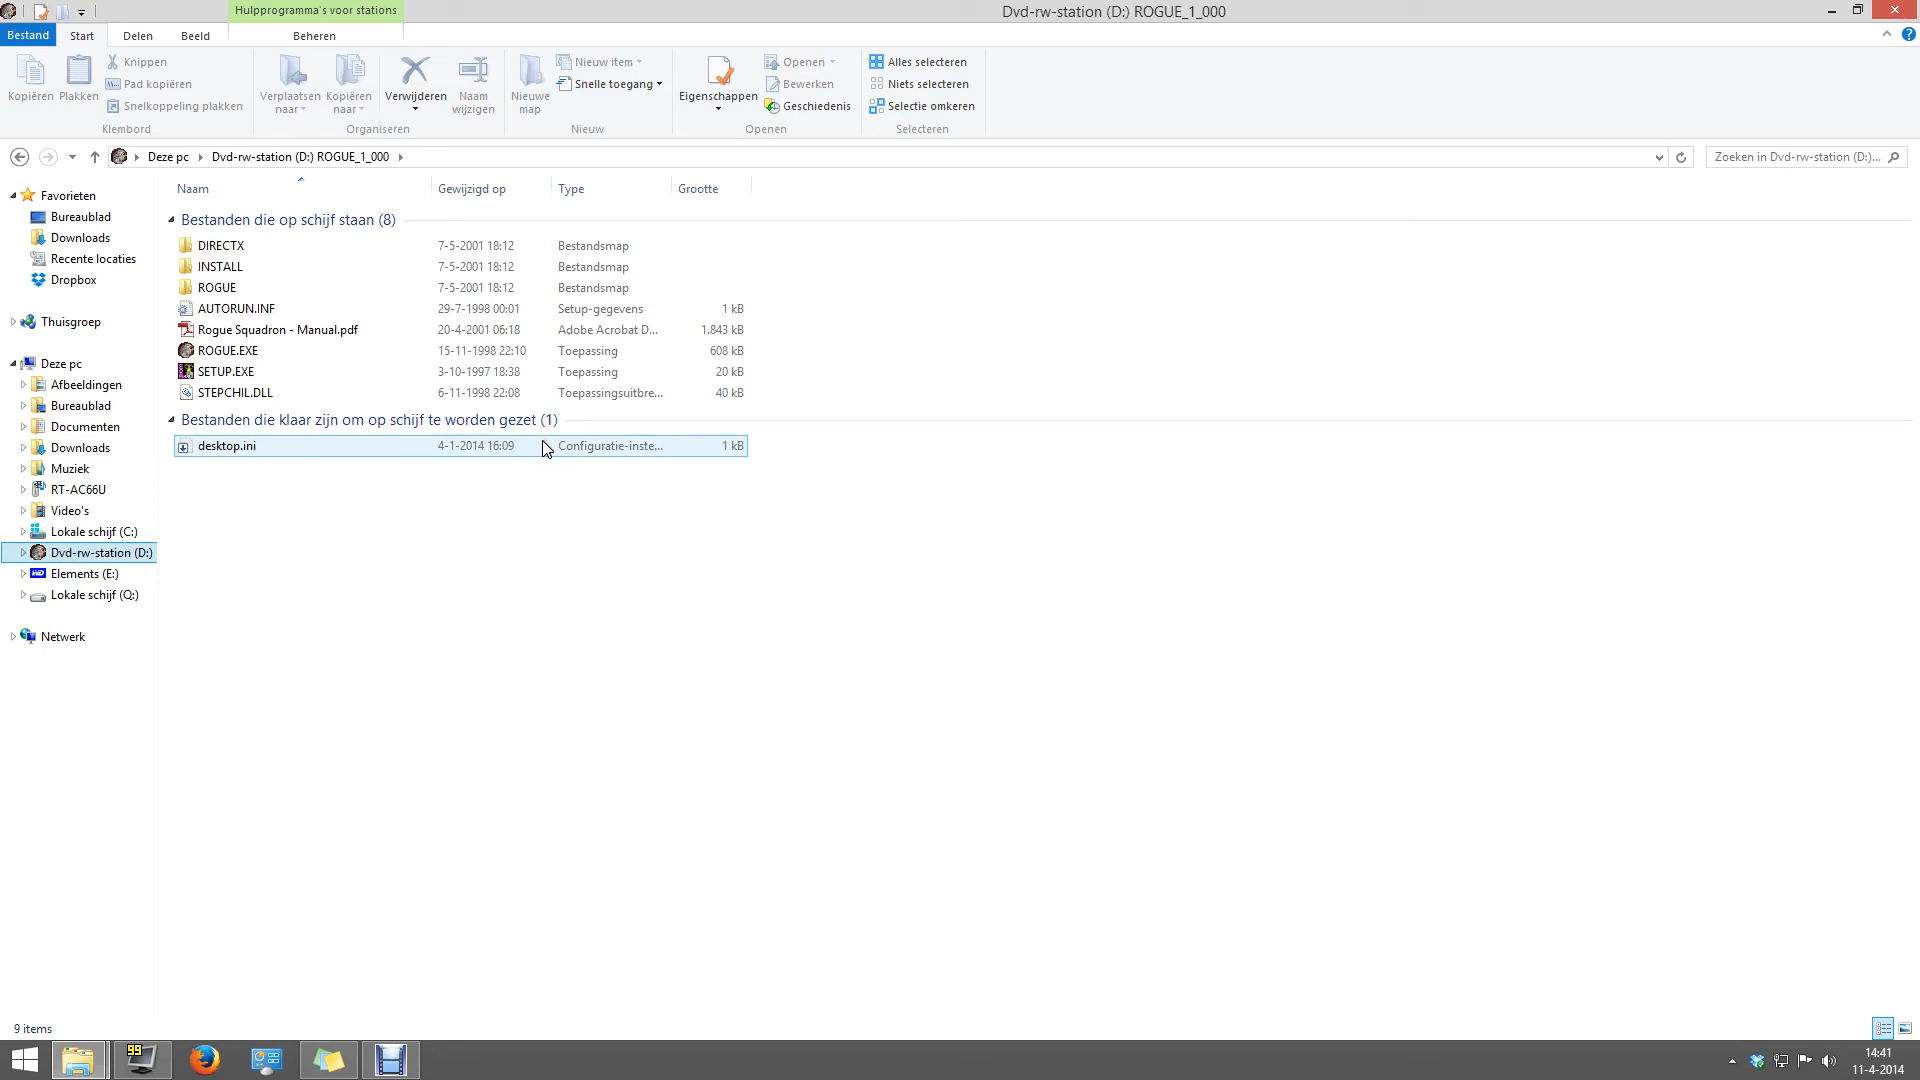 Hulpprogramma's voor stations
Dvd-rw-station (D:) ROGUE_1_000
Bestand Start Delen Beeld Beheren
Kopiëren Plakken
Knippen
Pad kopiëren
Snelkoppeling plakken
Klembord
Verplaatsen naar
Kopiëren naar
Verwijderen
Naam wijzigen
Organiseren
Nieuwe map
Nieuw item
Snelle toegang
Nieuw
Eigenschappen
Openen
Bewerken
Geschiedenis
Openen
Alles selecteren
Niets selecteren
Selectie omkeren
Selecteren
Deze pc Dvd-rw-station (D:) ROGUE_1_000
Zoeken in Dvd-rw-station (D:)...
Favorieten
Bureaublad
Downloads
Recente locaties
Dropbox
Thuisgroep
Deze pc
Afbeeldingen
Bureaublad
Documenten
Downloads
Muziek
RT-AC66U
Video's
Lokale schijf (C:)
Dvd-rw-station (D:)
Elements (E:)
Lokale schijf (Q:)
Netwerk
Naam Gewijzigd op Type Grootte
Bestanden die op schijf staan (8)
DIRECTX 7-5-2001 18:12 Bestandsmap
INSTALL 7-5-2001 18:12 Bestandsmap
ROGUE 7-5-2001 18:12 Bestandsmap
AUTORUN.INF 29-7-1998 00:01 Setup-gegevens 1 kB
Rogue Squadron - Manual.pdf 20-4-2001 06:18 Adobe Acrobat D... 1.843 kB
ROGUE.EXE 15-11-1998 22:10 Toepassing 608 kB
SETUP.EXE 3-10-1997 18:38 Toepassing 20 kB
STEPCHIL.DLL 6-11-1998 22:08 Toepassingsuitbre... 40 kB
Bestanden die klaar zijn om op schijf te worden gezet (1)
desktop.ini 4-1-2014 16:09 Configuratie-inste... 1 kB
9 items
99
14:41
11-4-2014